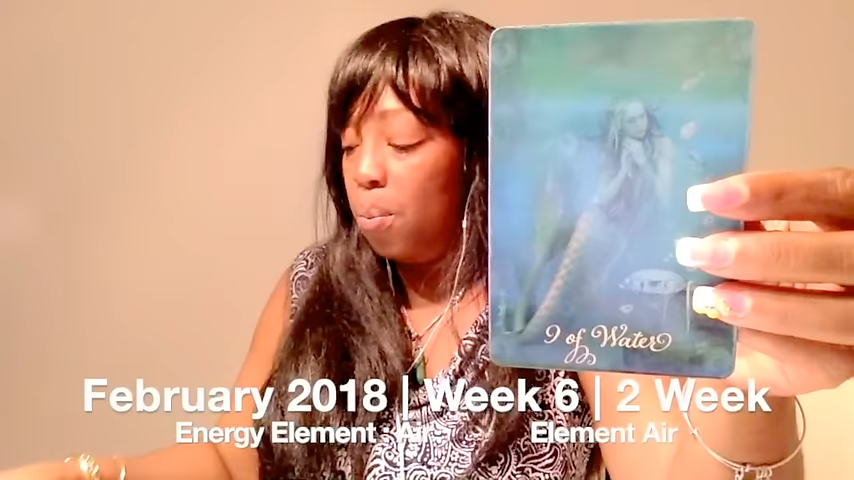 9 of Water
February 2018 | Week 6 | 2 Week
Energy Element Air Element Air